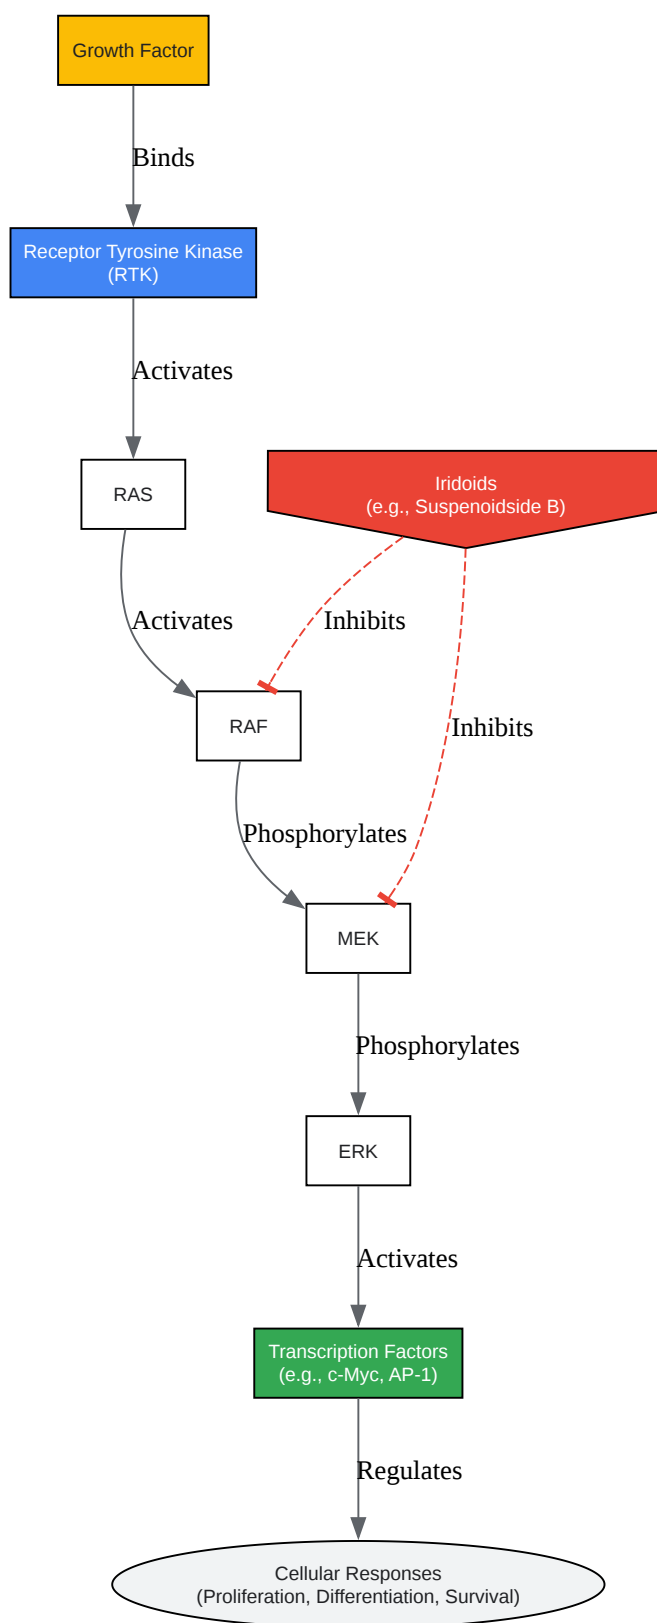 Growth Factor
Binds
Receptor Tyrosine Kinase
(RTK)
Activates
RAS
Iridoids
(e.g., Suspenoidside B)
Activates
Inhibits
RAF
Inhibits
Phosphorylates
MEK
Phosphorylates
ERK
Activates
Transcription Factors
(e.g., c-Myc, AP-1)
Regulates
Cellular Responses
(Proliferation, Differentiation, Survival)